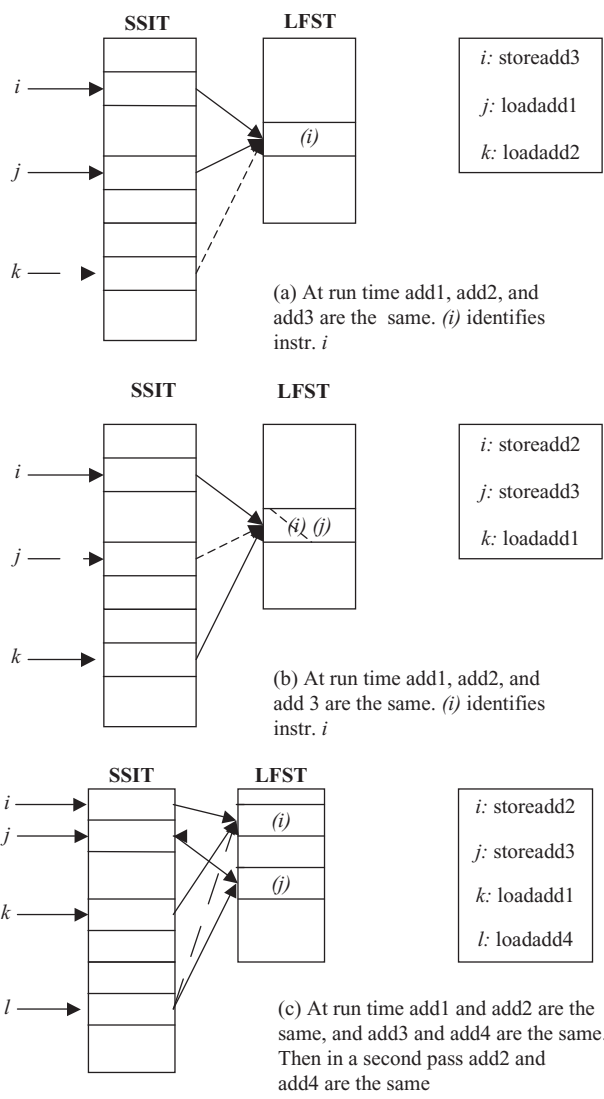 SSIT LFST
i
j
k
(i)
i: storeadd3
j: loadadd1
k: loadadd2
(a) At run time add1, add2, and
add3 are the same. (i) identifies
instr. i
SSIT LFST
i
j
k
(i) (j)
i: storeadd2
j: storeadd3
k: loadadd1
(b) At run time add1, add2, and
add 3 are the same. (i) identifies
instr. i
SSIT LFST
i
j
k
l
(i)
(j)
i: storeadd2
j: storeadd3
k: loadadd1
l: loadadd4
(c) At run time add1 and add2 are the
same, and add3 and add4 are the same.
Then in a second pass add2 and
add4 are the same